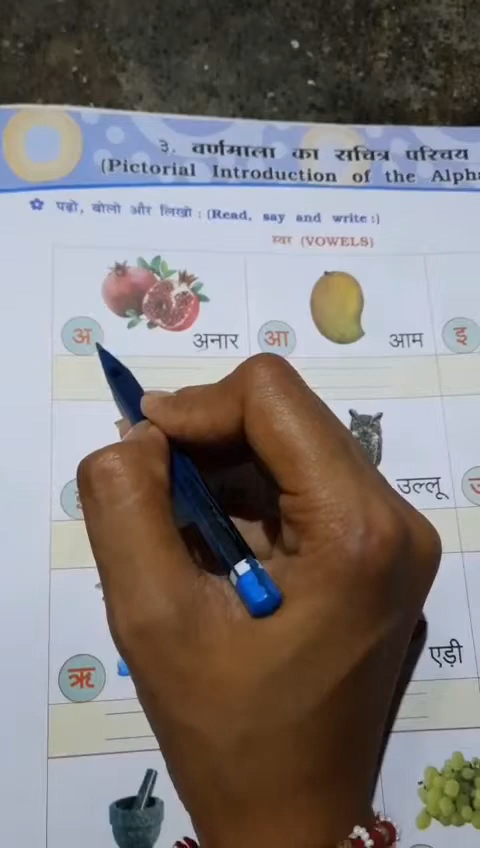 ३. वर्णमाला का सचित्र परिचय
(Pictorial Introduction of the
पढ़ो, बोलो और लिखो : (Read, say and write :)
स्वर (VOWELS)
अ अनार आ आम इ
उल्लू
ऋ एड़ी